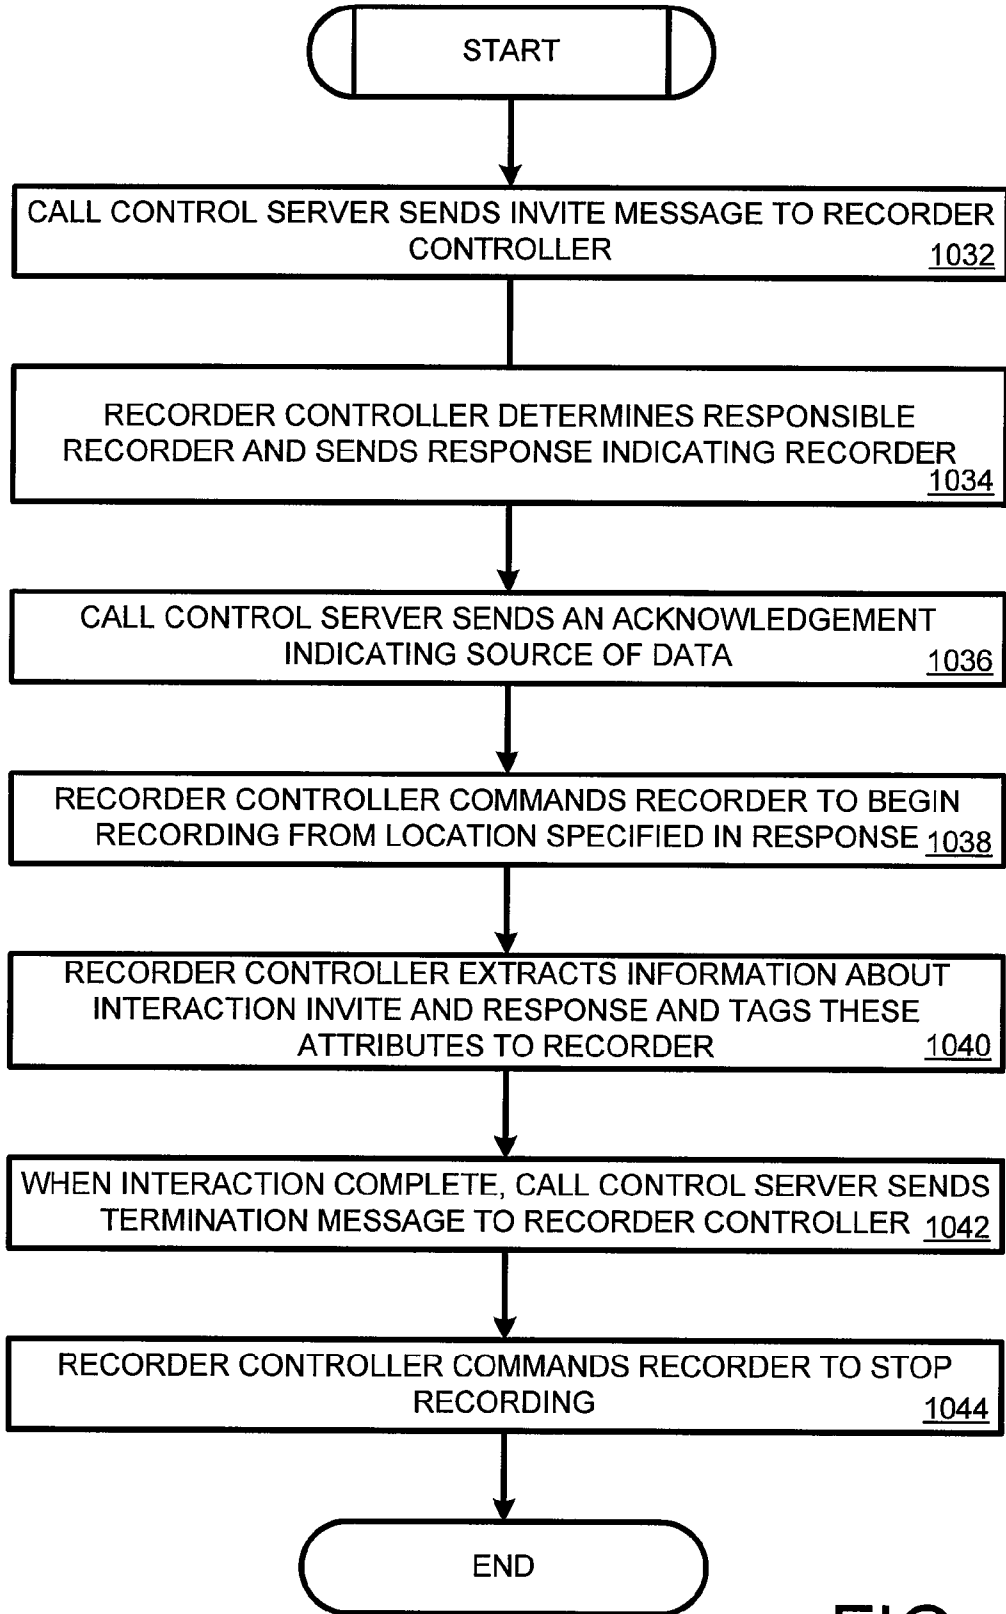 START
CALL CONTROL SERVER SENDS INVITE MESSAGE TO RECORDER
CONTROLLER 1032
RECORDER CONTROLLER DETERMINES RESPONSIBLE
RECORDER AND SENDS RESPONSE INDICATING RECORDER
1034
CALL CONTROL SERVER SENDS AN ACKNOWLEDGEMENT
INDICATING SOURCE OF DATA 1036
RECORDER CONTROLLER COMMANDS RECORDER TO BEGIN
RECORDING FROM LOCATION SPECIFIED IN RESPONSE 1038
RECORDER CONTROLLER EXTRACTS INFORMATION ABOUT
INTERACTION INVITE AND RESPONSE AND TAGS THESE
ATTRIBUTES TO RECORDER 1040
WHEN INTERACTION COMPLETE, CALL CONTROL SERVER SENDS
TERMINATION MESSAGE TO RECORDER CONTROLLER 1042
RECORDER CONTROLLER COMMANDS RECORDER TO STOP
RECORDING 1044
END